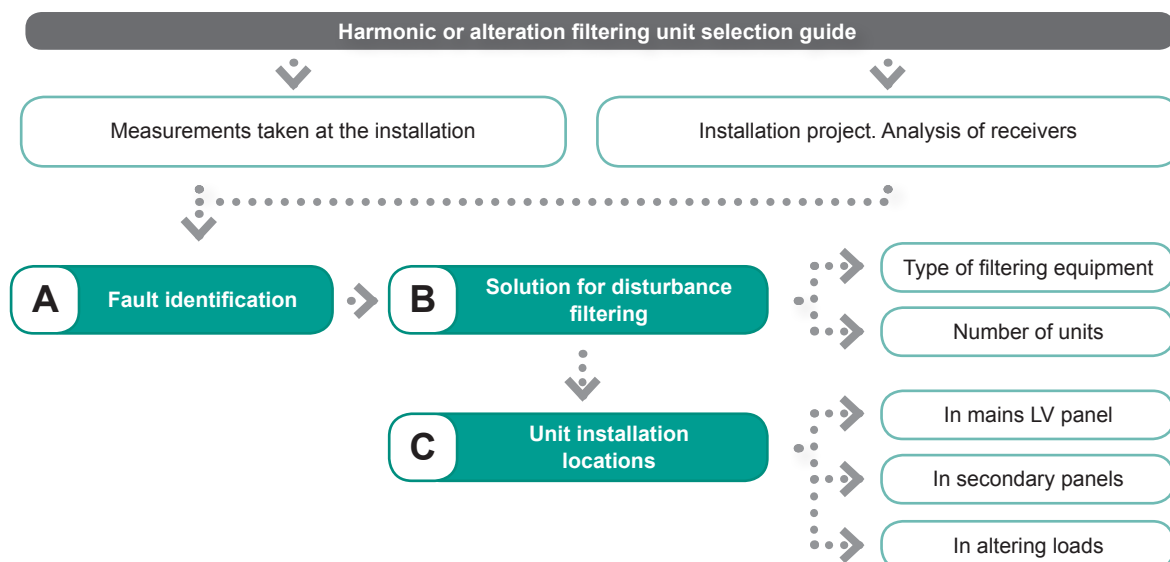 Harmonic or alteration filtering unit selection guide
Measurements taken at the installation
Installation project. Analysis of receivers
A
Fault identification
B
Solution for disturbance
filtering
Type of filtering equipment
Number of units
C
Unit installation
locations
In mains LV panel
In secondary panels
In altering loads